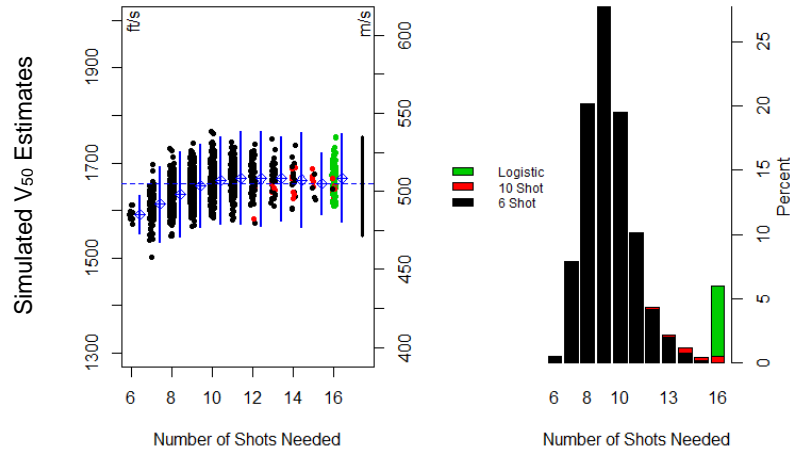 Simulated V50 Estimates
ft/s
m/s
1300 1500 1700 1900
400 450 500 550 600
6 8 10 12 14 16
Number of Shots Needed
Logistic
10 Shot
6 Shot
6 8 10 13 16
Number of Shots Needed
0 5 10 15 20 25
Percent